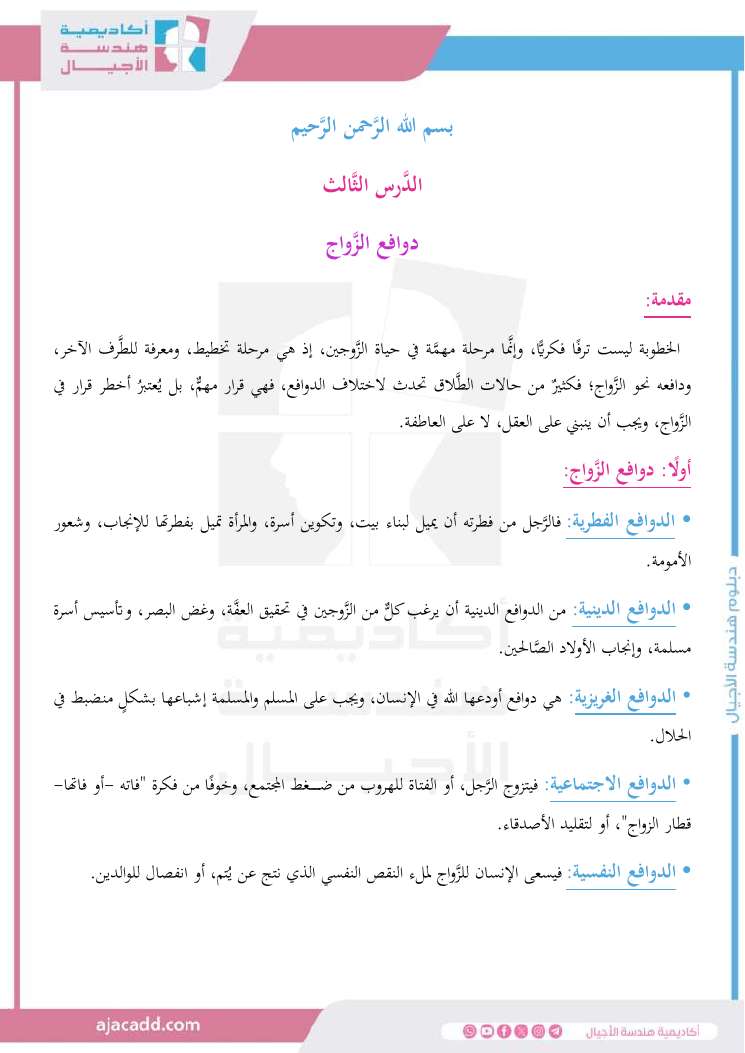 أكاديمية
هندسة
الأجيال
بسم الله الرَّحمن الرَّحيم
الدَّرس الثَّالث
دوافع الزَّواج
مقدمة:
الخطوبة ليست ترفًا فكريًّا، وإنَّما مرحلة مهمَّة في حياة الزَّوجين، إذ هي مرحلة تخطيط، ومعرفة للطَّرف الآخر،
ودافعه نحو الزَّواج؛ فكثيرٌ من حالات الطَّلاق تحدث لاختلاف الدوافع، فهي قرار مهمٌّ، بل يُعتبرُ أخطر قرار في
الزَّواج، ويجب أن ينبني على العقل، لا على العاطفة.
أولًا: دوافع الزَّواج:
• الدوافع الفطرية: فالرَّجل من فطرته أن يميل لبناء بيت، وتكوين أسرة، والمرأة تميل بفطرتها للإنجاب، وشعور
الأمومة.
• الدوافع الدينية: من الدوافع الدينية أن يرغب كلٌّ من الزَّوجين في تحقيق العفَّة، وغض البصر، وتأسيس أسرة
مسلمة، وإنجاب الأولاد الصَّالحين.
• الدوافع الغريزية: هي دوافع أودعها الله في الإنسان، ويجب على المسلم والمسلمة إشباعها بشكلٍ منضبط في
الحلال.
• الدوافع الاجتماعية: فيتزوج الرَّجل، أو الفتاة للهروب من ضغط المجتمع، وخوفًا من فكرة "فاته –أو فاتها–
قطار الزواج"، أو لتقليد الأصدقاء.
• الدوافع النفسية: فيسعى الإنسان للزَّواج لملء النقص النفسي الذي نتج عن يُتم، أو انفصال للوالدين.
دبلوم هندسة الأجيال
أكاديمية
هندسة
الأجيال
ajacadd.com
أكاديمية هندسة الأجيال